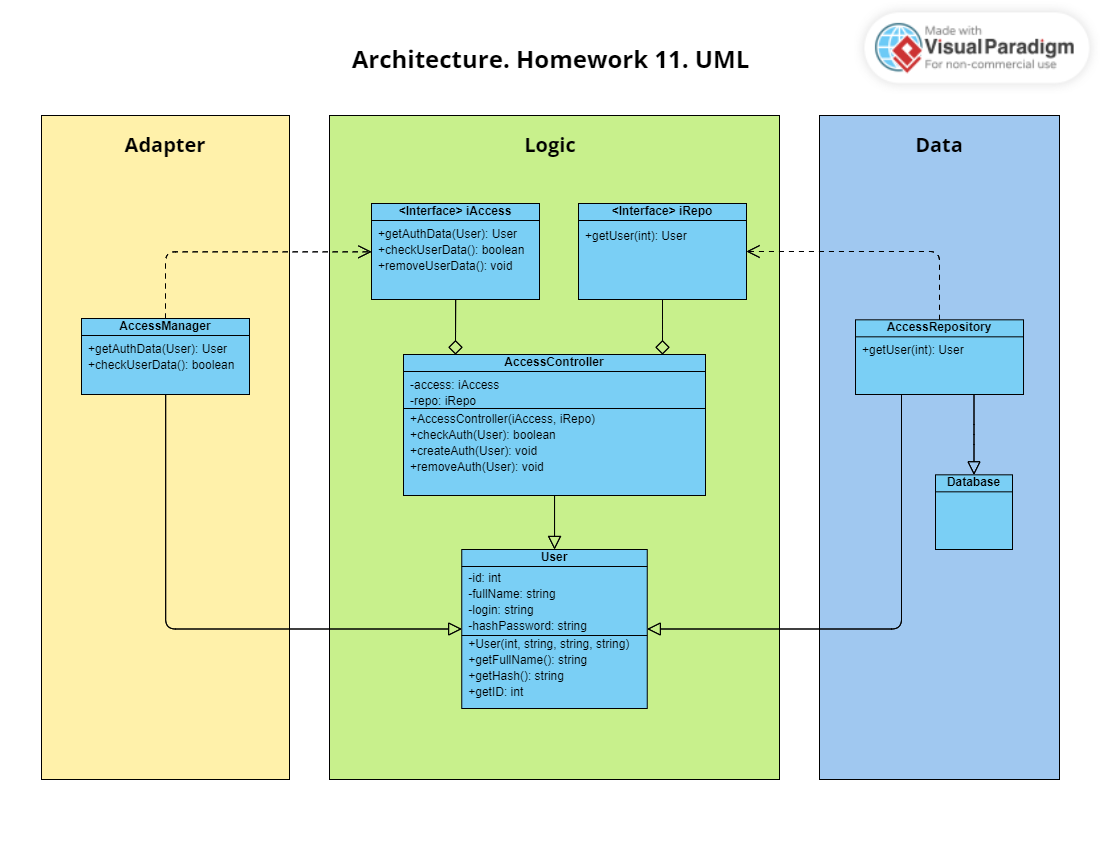 Made with
Visual Paradigm
For non-commercial use
Architecture. Homework 11. UML
Adapter
AccessManager
+getAuthData(User): User
+checkUserData(): boolean
Logic
<Interface> iAccess
+getAuthData(User): User
+checkUserData(): boolean
+removeUserData(): void
<Interface> iRepo
+getUser(int): User
AccessController
-access: iAccess
-repo: iRepo
+AccessController(iAccess, iRepo)
+checkAuth(User): boolean
+createAuth(User): void
+removeAuth(User): void
User
-id: int
-fullName: string
-login: string
-hashPassword: string
+User(int, string, string, string)
+getFullName(): string
+getHash(): string
+getID: int
Data
AccessRepository
+getUser(int): User
Database